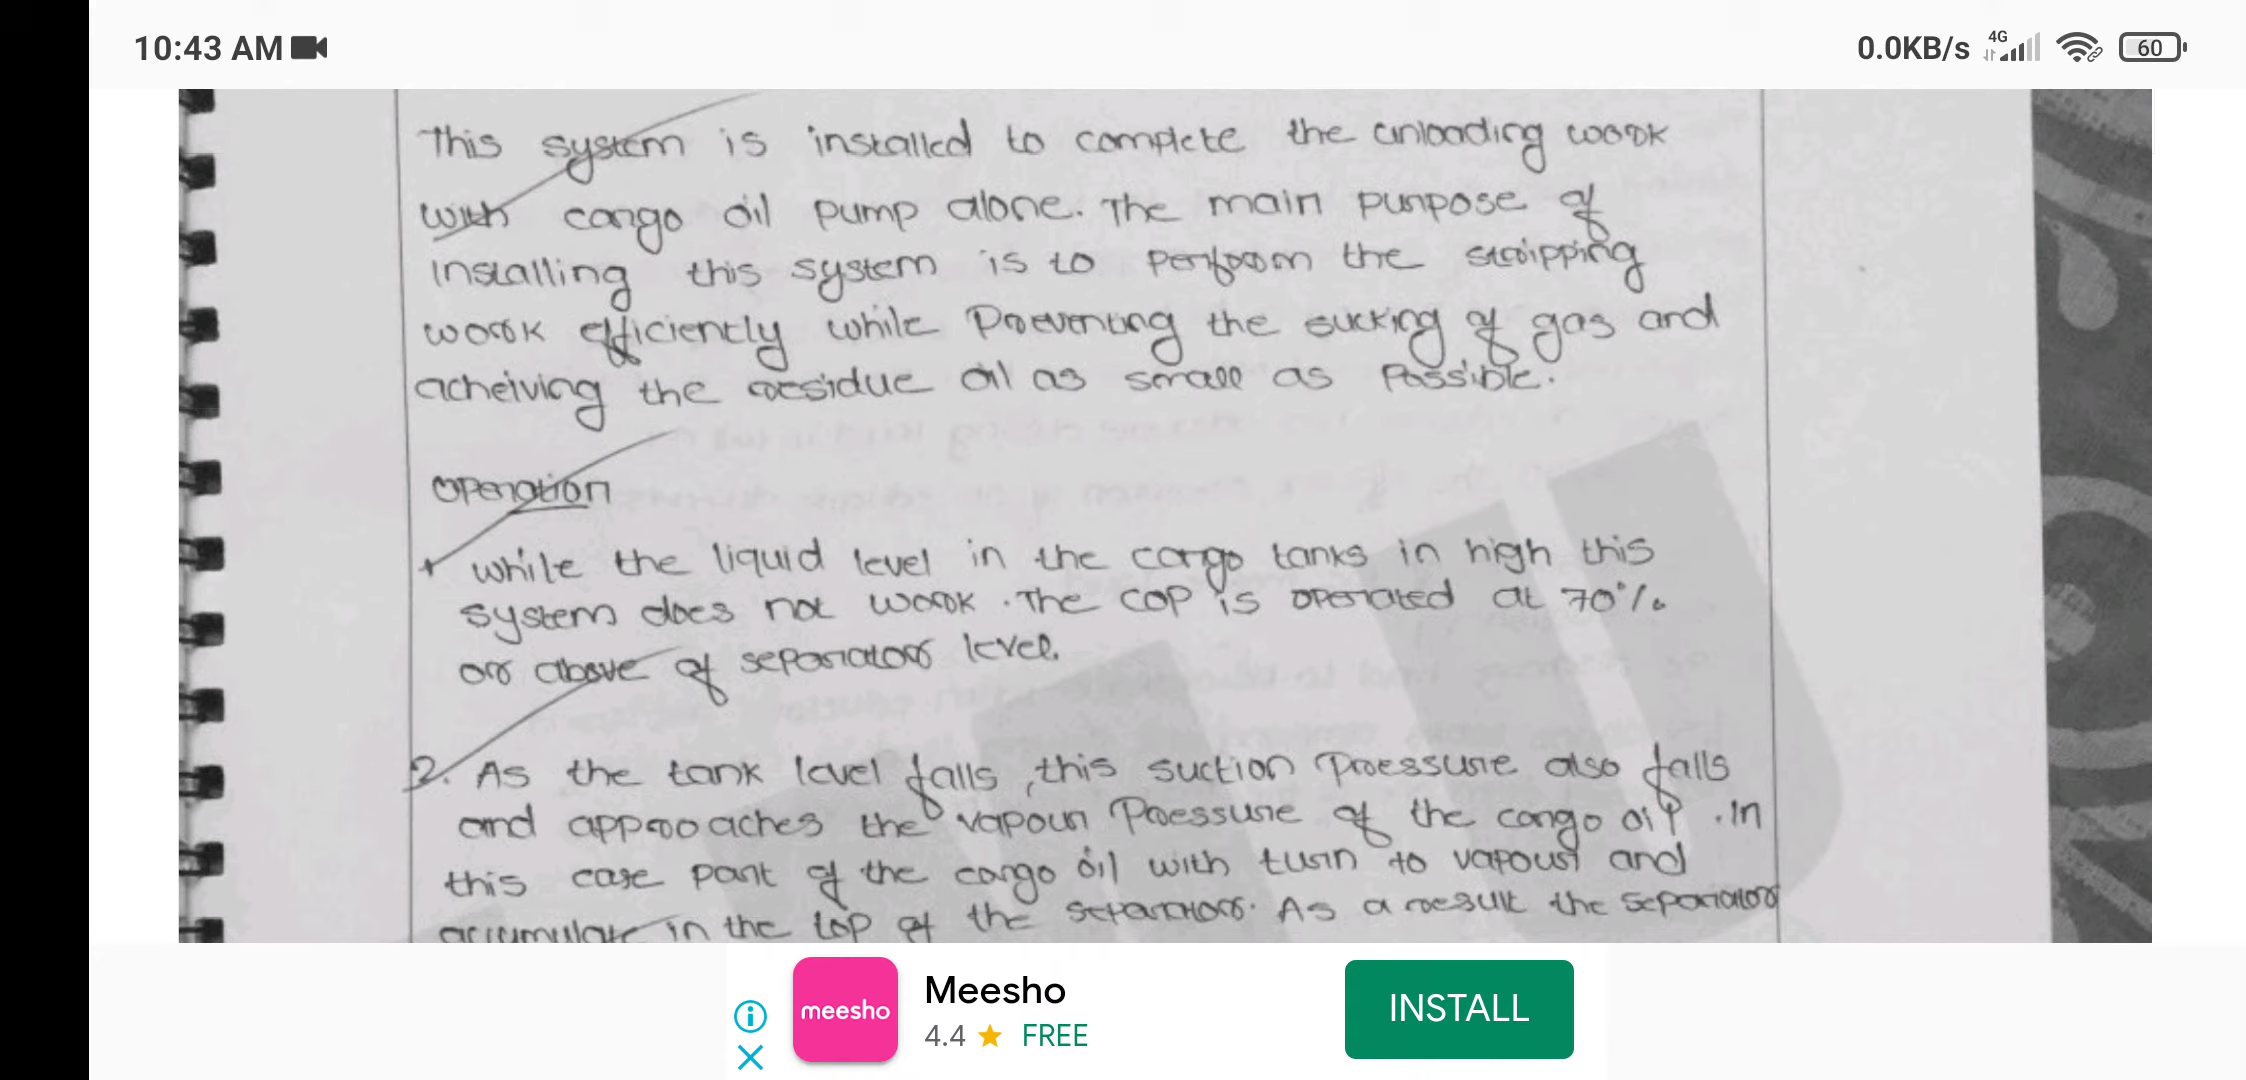 10:43 AM
0.0KB/s 4G 60
This system is installed to complete the unloading work
with cargo oil pump alone. The main purpose of
installing this system is to perform the stripping
work efficiently while preventing the sucking of gas and
acheiving the residue oil as small as possible.
operation
while the liquid level in the cargo tanks in high this
system does not work. The COP is operated at 70%
or above of separator level.
2. As the tank level falls, this suction pressure also falls
and approaches the vapour pressure of the cargo oil. In
this case part of the cargo oil with turn to vapour and
accumulate in the top of the separator. As a result the separator
meesho
Meesho
4.4 ★ FREE
INSTALL